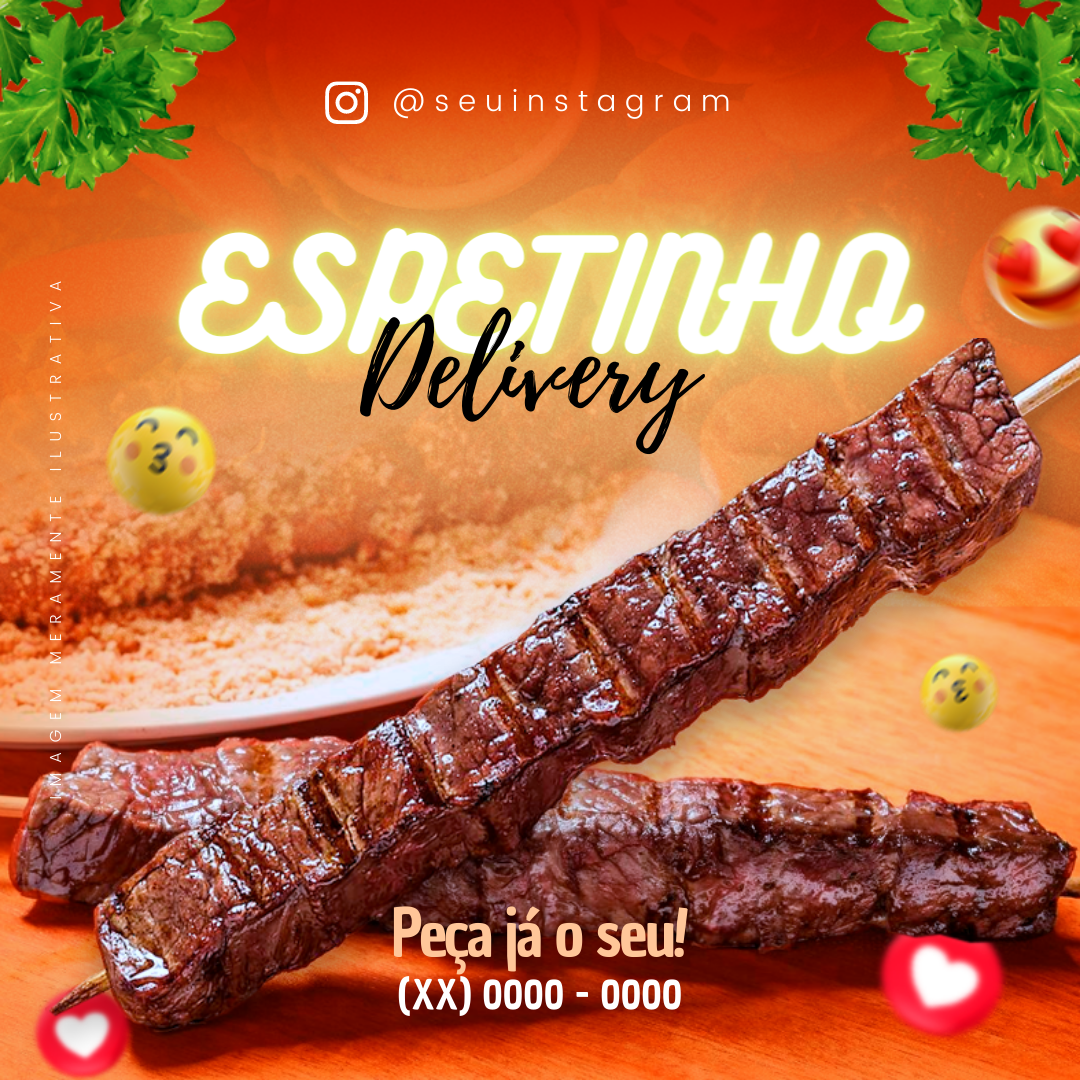 @seuinstagram
ESPETINHO
Delivery
IMAGEM MERAMENTE ILUSTRATIVA
Peça já o seu!
(XX) 0000 - 0000